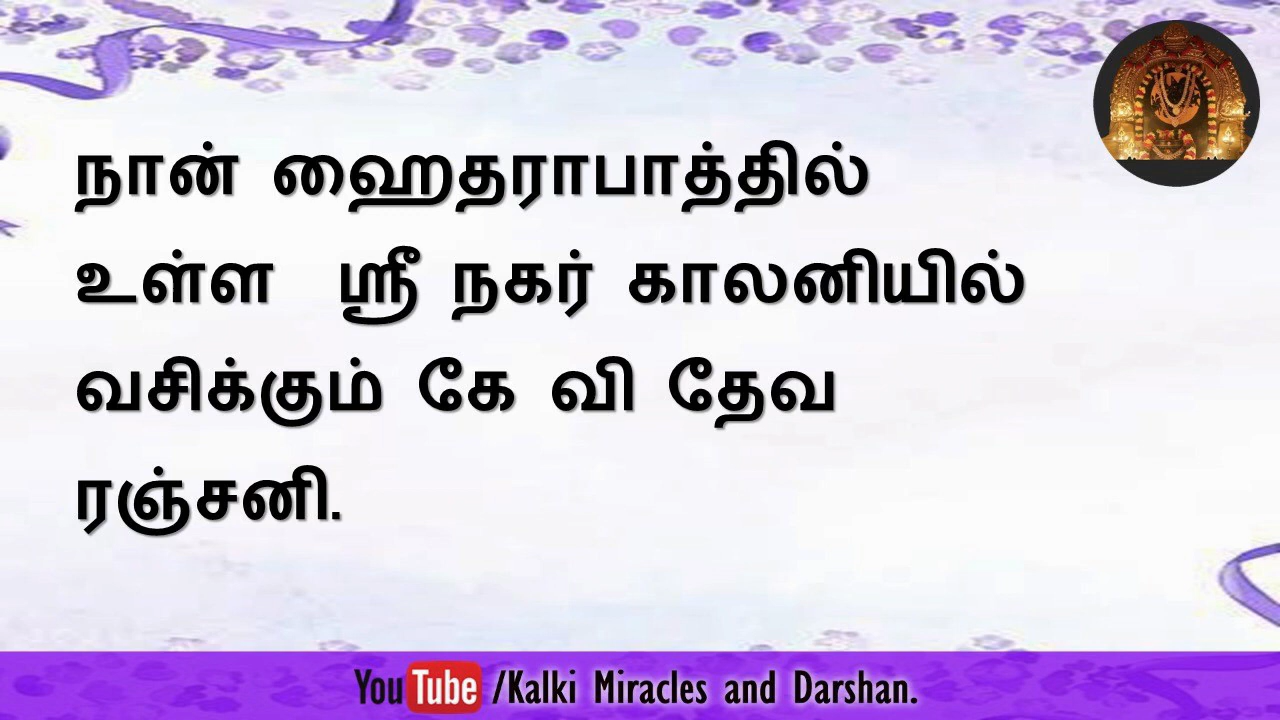 நான் ஹைதராபாத்தில்
உள்ள ஸ்ரீ நகர் காலனியில்
வசிக்கும் கே வி தேவ
ரஞ்சனி.
YouTube /Kalki Miracles and Darshan.